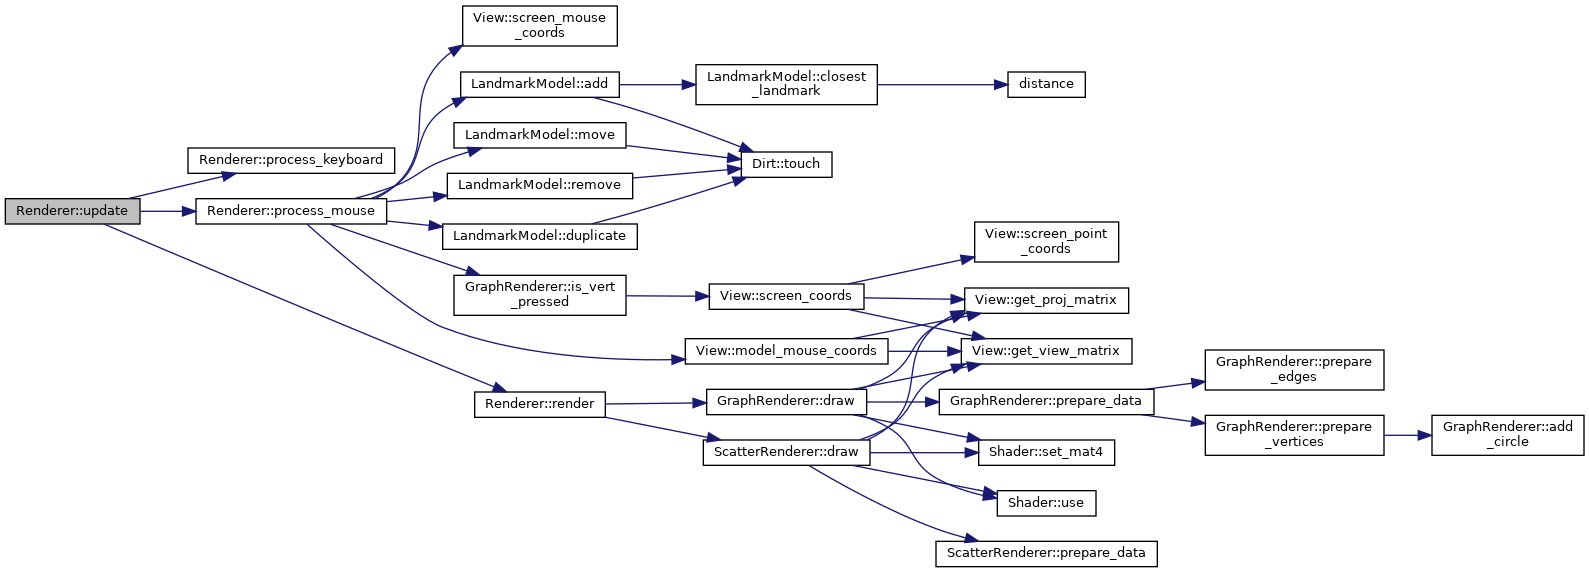 View::screen_mouse
_coords
LandmarkModel::add
LandmarkModel::closest
_landmark
distance
LandmarkModel::move
Renderer::process_keyboard
Dirt::touch
LandmarkModel::remove
Renderer::update
Renderer::process_mouse
LandmarkModel::duplicate
View::screen_point
_coords
GraphRenderer::is_vert
_pressed
View::screen_coords
View::get_proj_matrix
View::model_mouse_coords
View::get_view_matrix
GraphRenderer::prepare
_edges
Renderer::render
GraphRenderer::draw
GraphRenderer::prepare_data
GraphRenderer::prepare
_vertices
GraphRenderer::add
_circle
ScatterRenderer::draw
Shader::set_mat4
Shader::use
ScatterRenderer::prepare_data